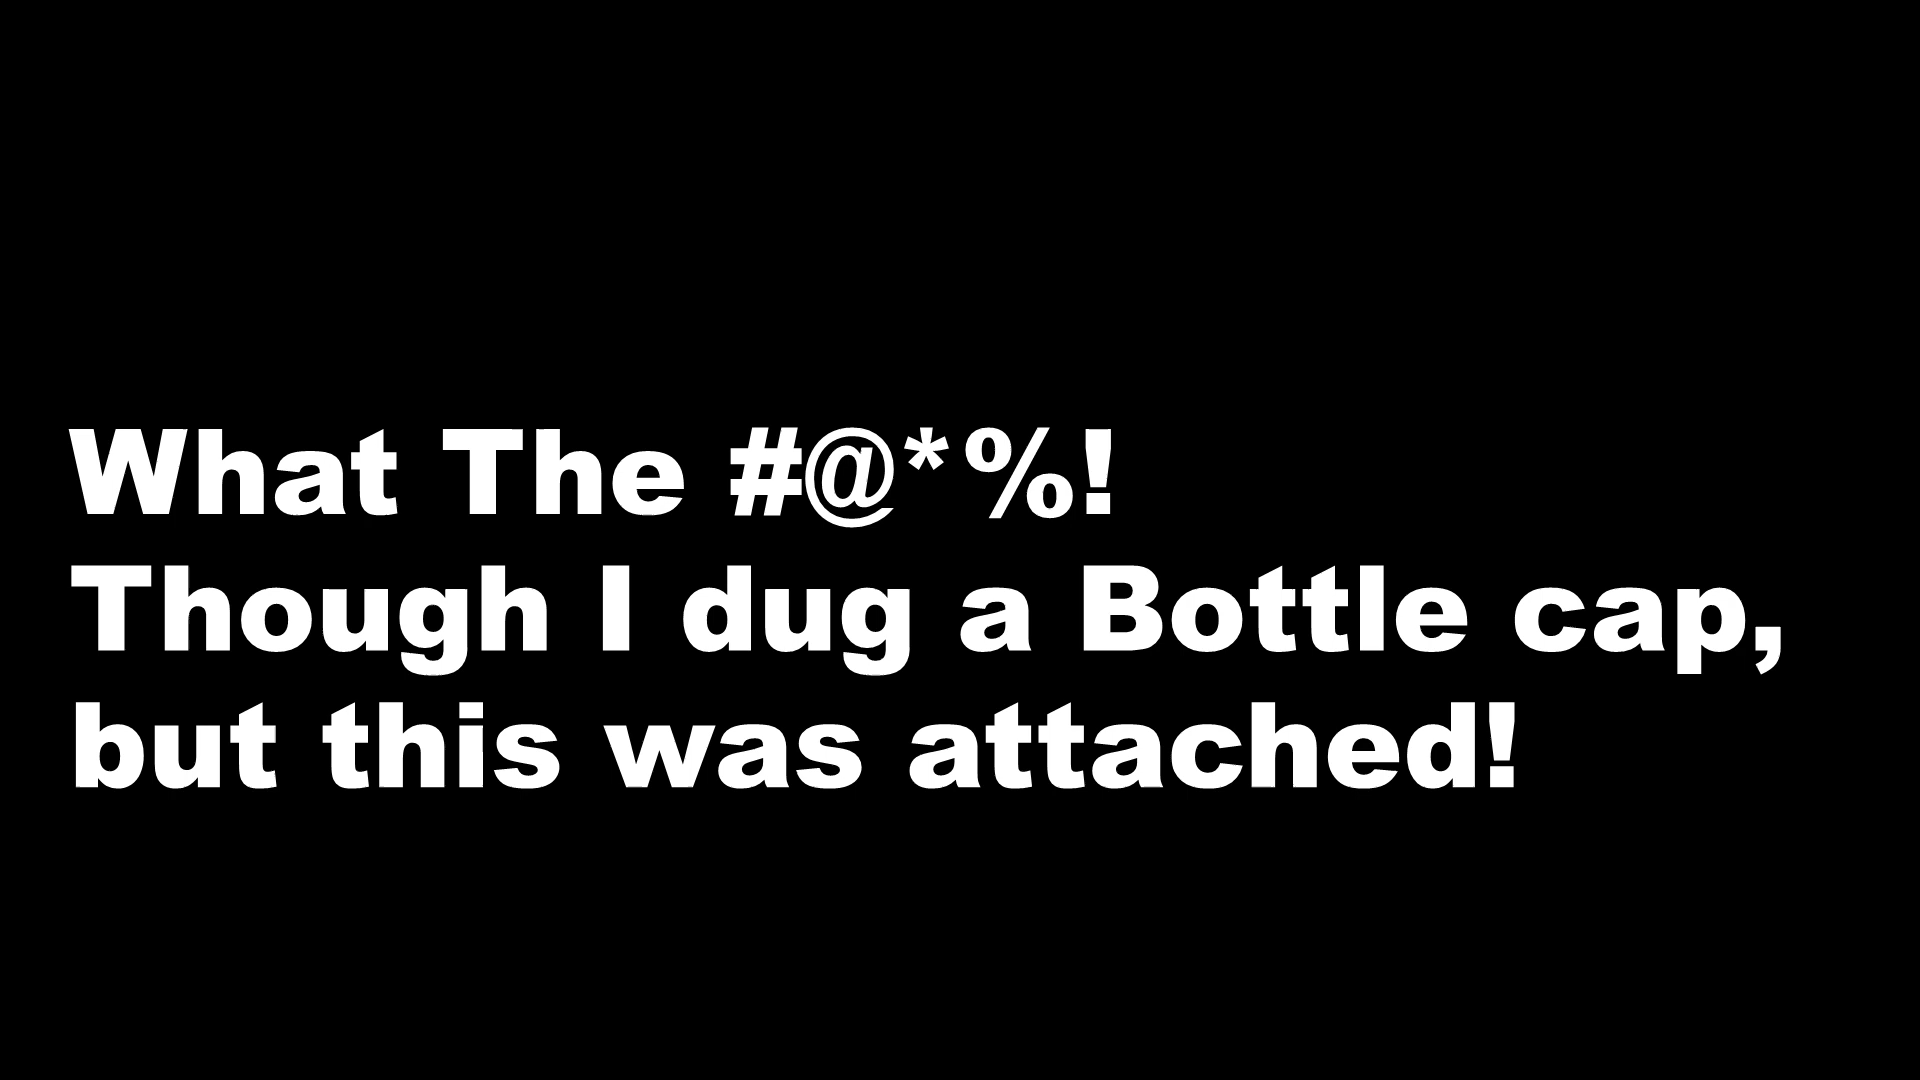 What The #@*%!
Though I dug a Bottle cap,
but this was attached!